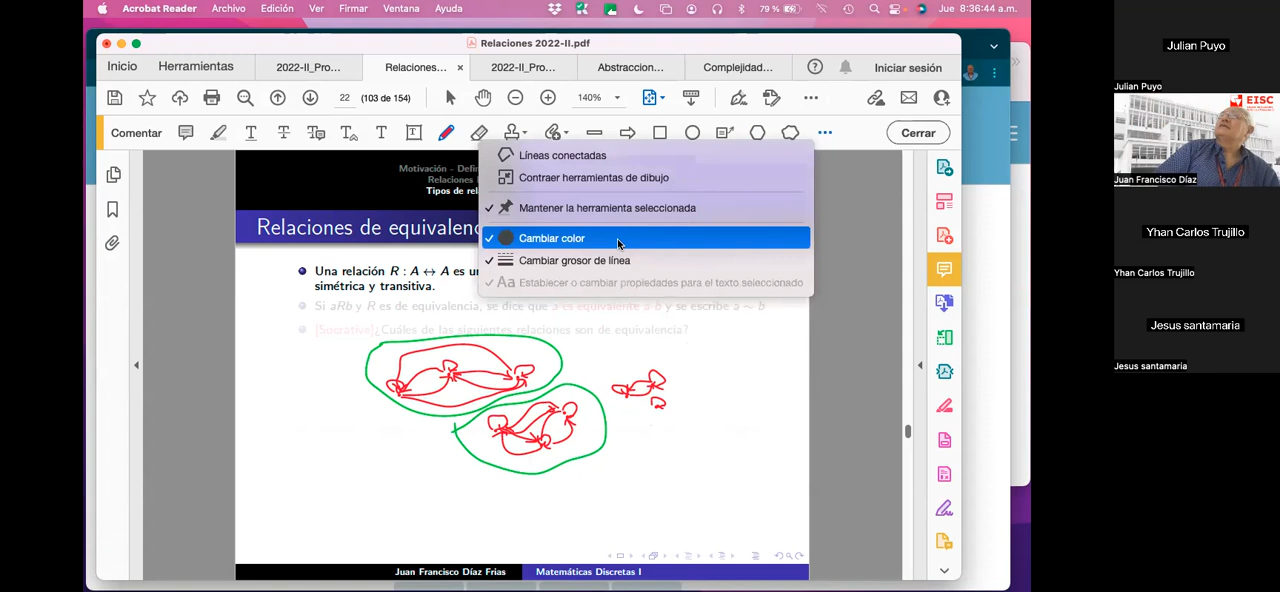 Acrobat Reader Archivo Edición Ver Firmar Ventana Ayuda 79 % Jue 8:36:44 a.m.
Relaciones 2022-II.pdf
Inicio Herramientas 2022-II_Pro... Relaciones... × 2022-II_Pro... Abstraccion... Complejidad... Iniciar sesión
22 (103 de 154) 140%
Comentar Cerrar
Líneas conectadas
Contraer herramientas de dibujo
Mantener la herramienta seleccionada
Cambiar color
Cambiar grosor de línea
Aa Establecer o cambiar propiedades para el texto seleccionado
Motivación - Defin
Relaciones
Tipos de rel
Relaciones de equivalenc
Una relación R : A ↔ A es un
simétrica y transitiva.
Si aRb y R es de equivalencia, se dice que a es equivalente a b y se escribe a ∼ b
[Socrative]¿Cuáles de las siguientes relaciones son de equivalencia?
Juan Francisco Díaz Frias Matemáticas Discretas I
Julian Puyo
Julian Puyo
EISC
Juan Francisco Díaz
Yhan Carlos Trujillo
Yhan Carlos Trujillo
Jesus santamaria
Jesus santamaria